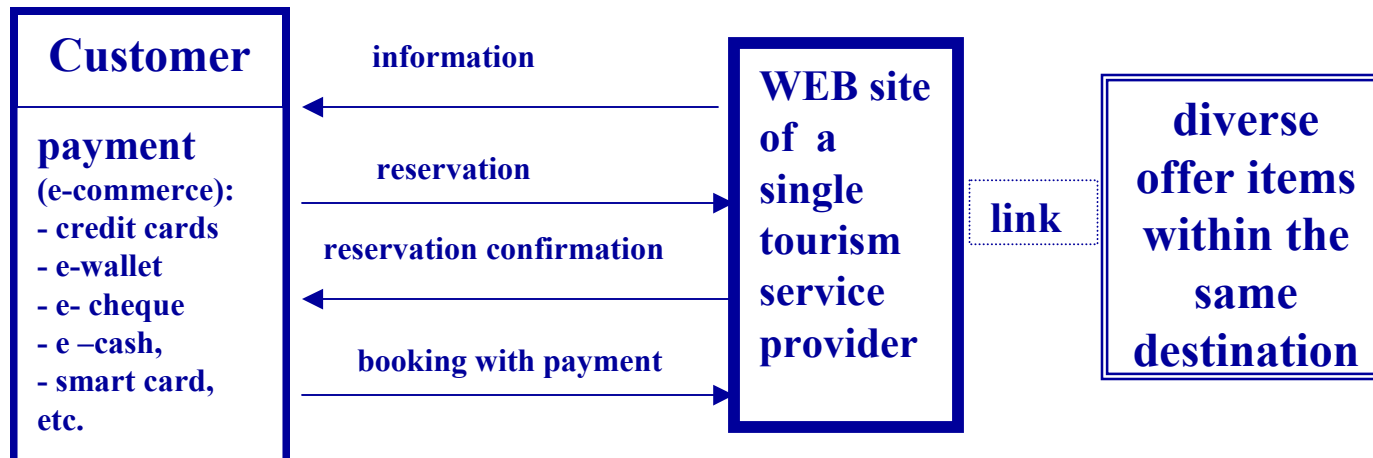 Customer
payment
(e-commerce):
- credit cards
- e-wallet
- e- cheque
- e –cash,
- smart card,
etc.
information
reservation
reservation confirmation
booking with payment
WEB site
of a
single
tourism
service
provider
link
diverse
offer items
within the
same
destination